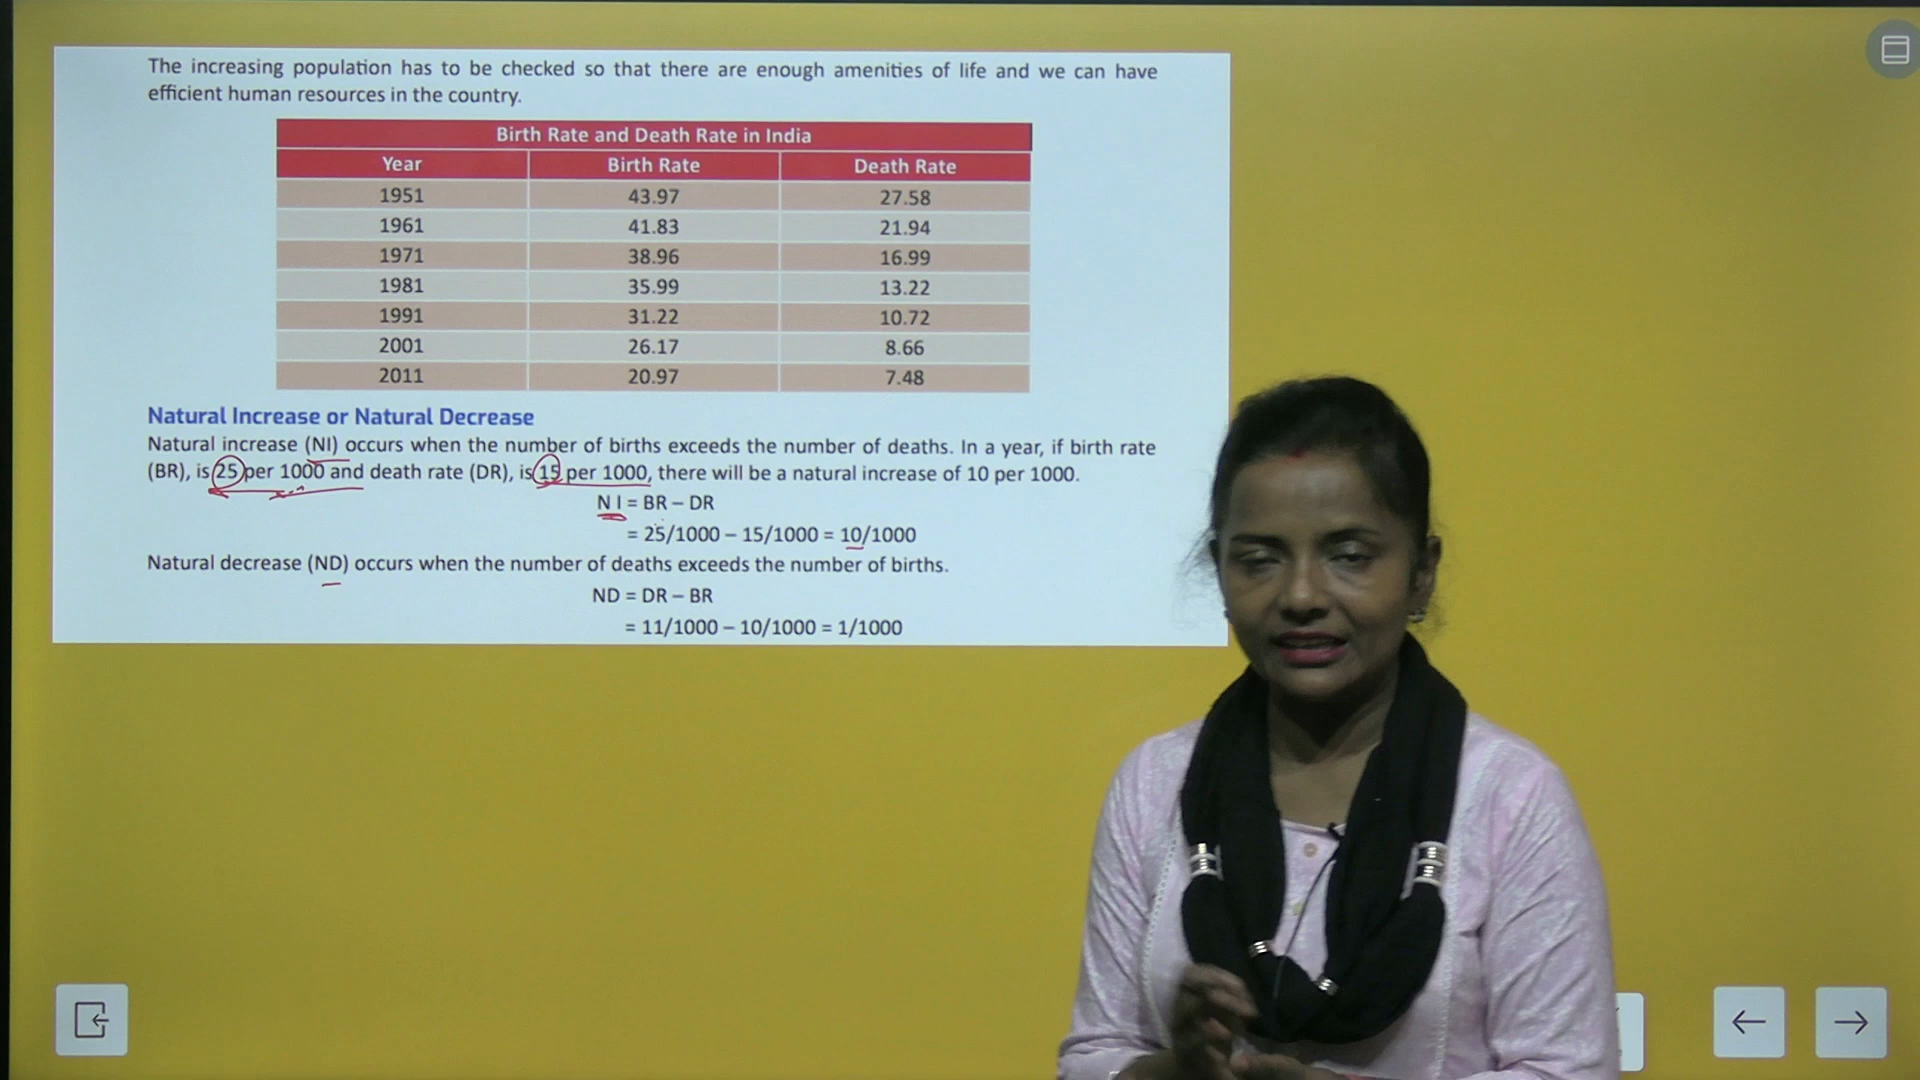 The increasing population has to be checked so that there are enough amenities of life and we can have
efficient human resources in the country.
Birth Rate and Death Rate in India
Year Birth Rate Death Rate
1951 43.97 27.58
1961 41.83 21.94
1971 38.96 16.99
1981 35.99 13.22
1991 31.22 10.72
2001 26.17 8.66
2011 20.97 7.48
Natural Increase or Natural Decrease
Natural increase (NI) occurs when the number of births exceeds the number of deaths. In a year, if birth rate
(BR), is 25 per 1000 and death rate (DR), is 15 per 1000, there will be a natural increase of 10 per 1000.
N I = BR – DR
= 25/1000 – 15/1000 = 10/1000
Natural decrease (ND) occurs when the number of deaths exceeds the number of births.
ND = DR – BR
= 11/1000 – 10/1000 = 1/1000